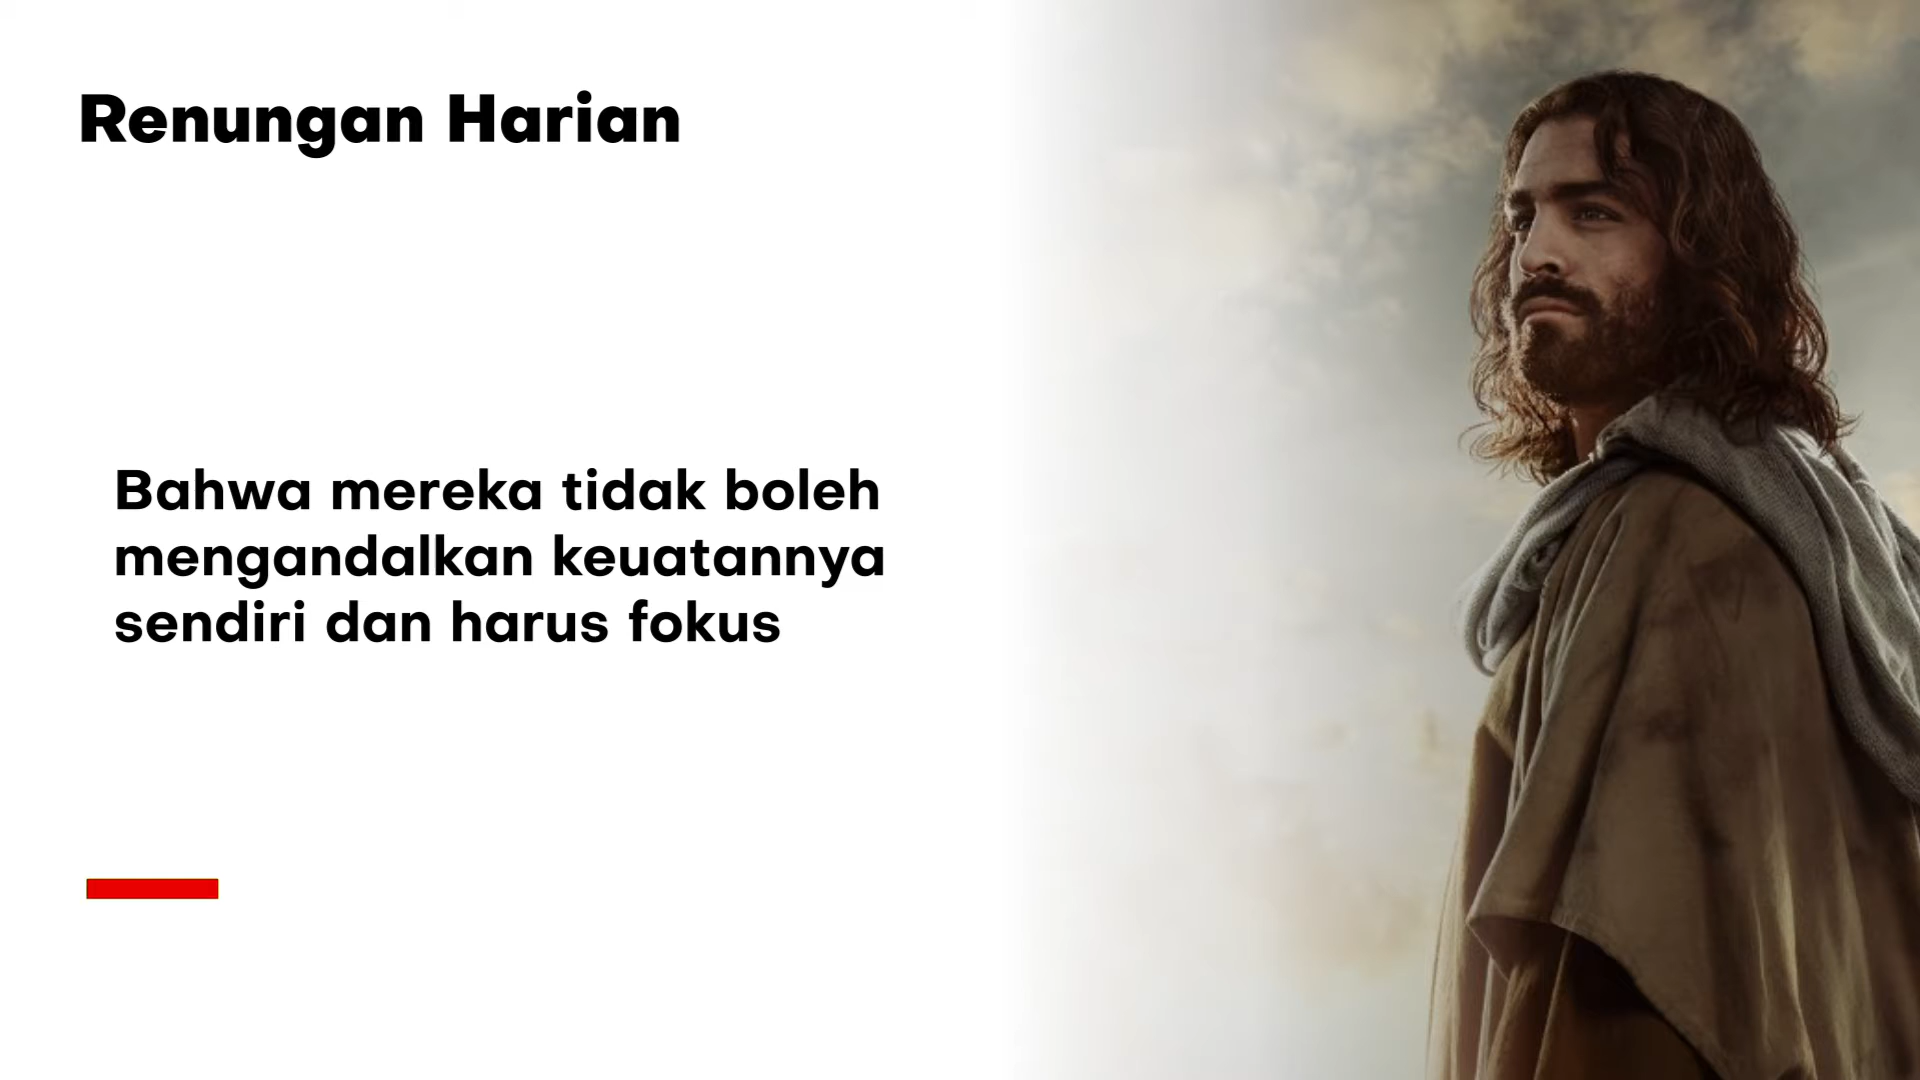 Renungan Harian
Bahwa mereka tidak boleh
mengandalkan keuatannya
sendiri dan harus fokus